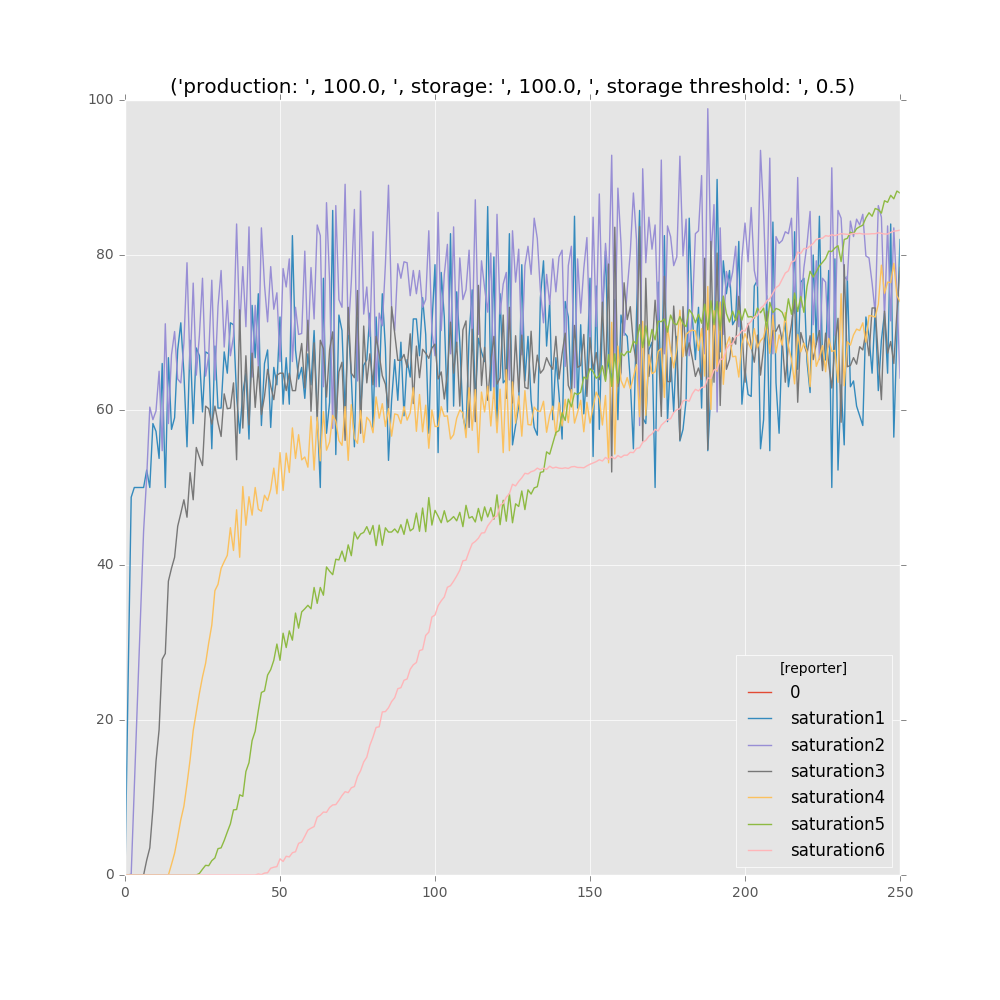 ('production: ', 100.0, ', storage: ', 100.0, ', storage threshold: ', 0.5)
100
80
60
40
20
0
0 50 100 150 200 250
[reporter]
0
saturation1
saturation2
saturation3
saturation4
saturation5
saturation6